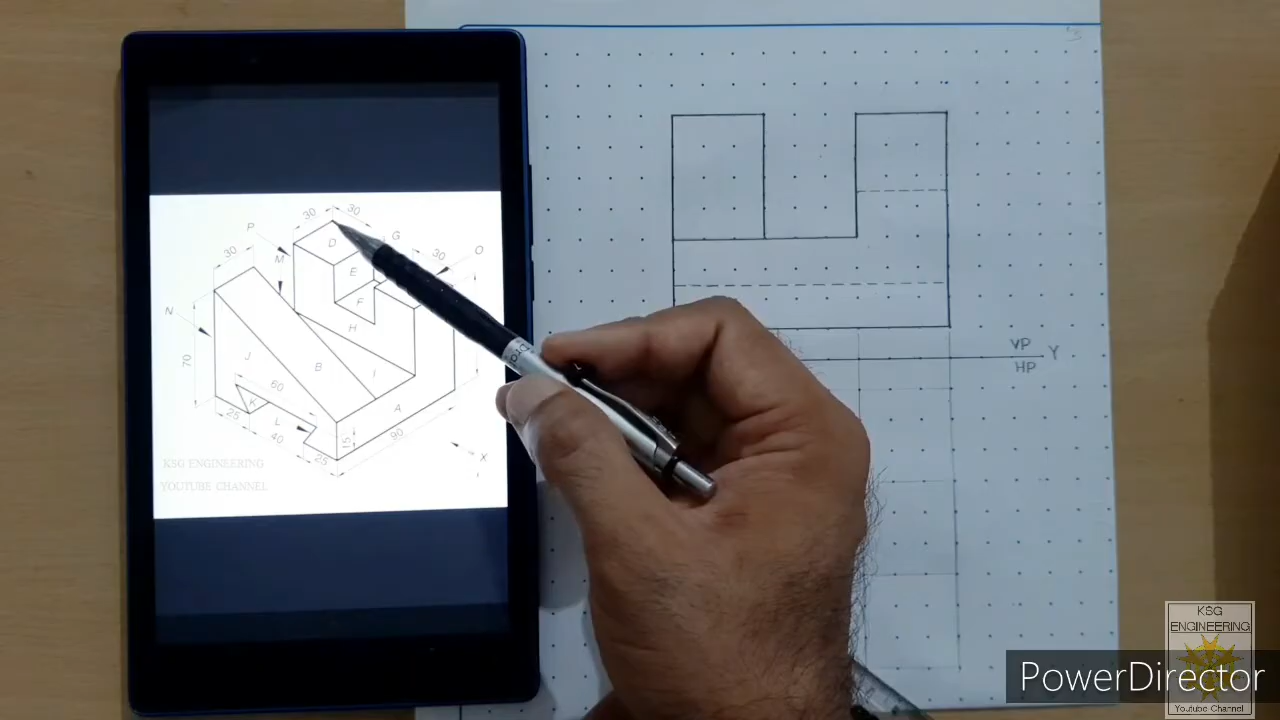 30
30
P
D
G
30
M
E
O
F
N
H
70
J
B
I
60
K
25
L
A
40
15
90
25
X
KSG ENGINEERING
YOUTUBE CHANNEL
VP
Y
HP
KSG
ENGINEERING
Youtube Channel
PowerDirector